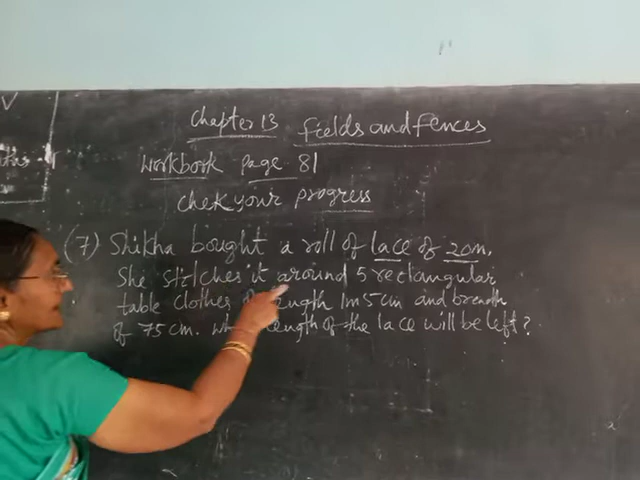 V
Chapter 13 Fields and Fences
Workbook page 81
Chek your progress
(7) Shikha bought a roll of lace of 20m,
She stitches it around 5 rectangular
table clothes length 1m 5 cm and breadth
of 75 cm. length of the lace will be left?